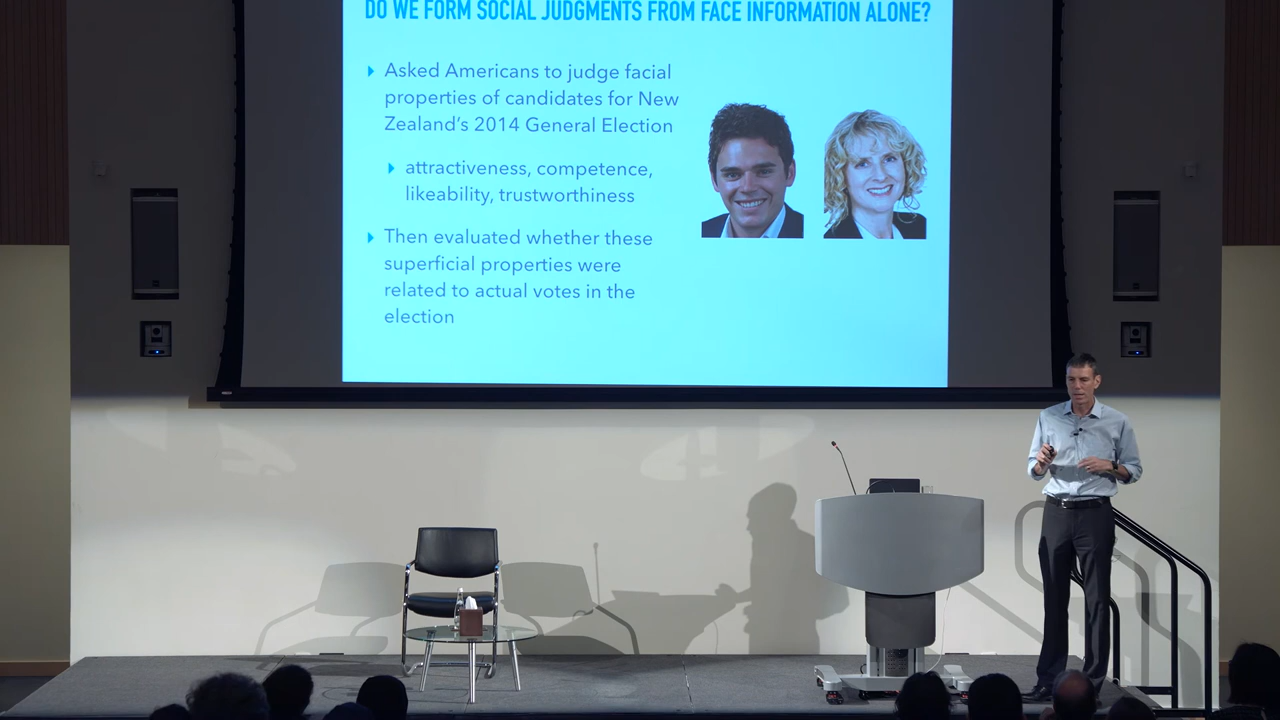 DO WE FORM SOCIAL JUDGMENTS FROM FACE INFORMATION ALONE?
Asked Americans to judge facial
properties of candidates for New
Zealand's 2014 General Election
attractiveness, competence,
likeability, trustworthiness
Then evaluated whether these
superficial properties were
related to actual votes in the
election